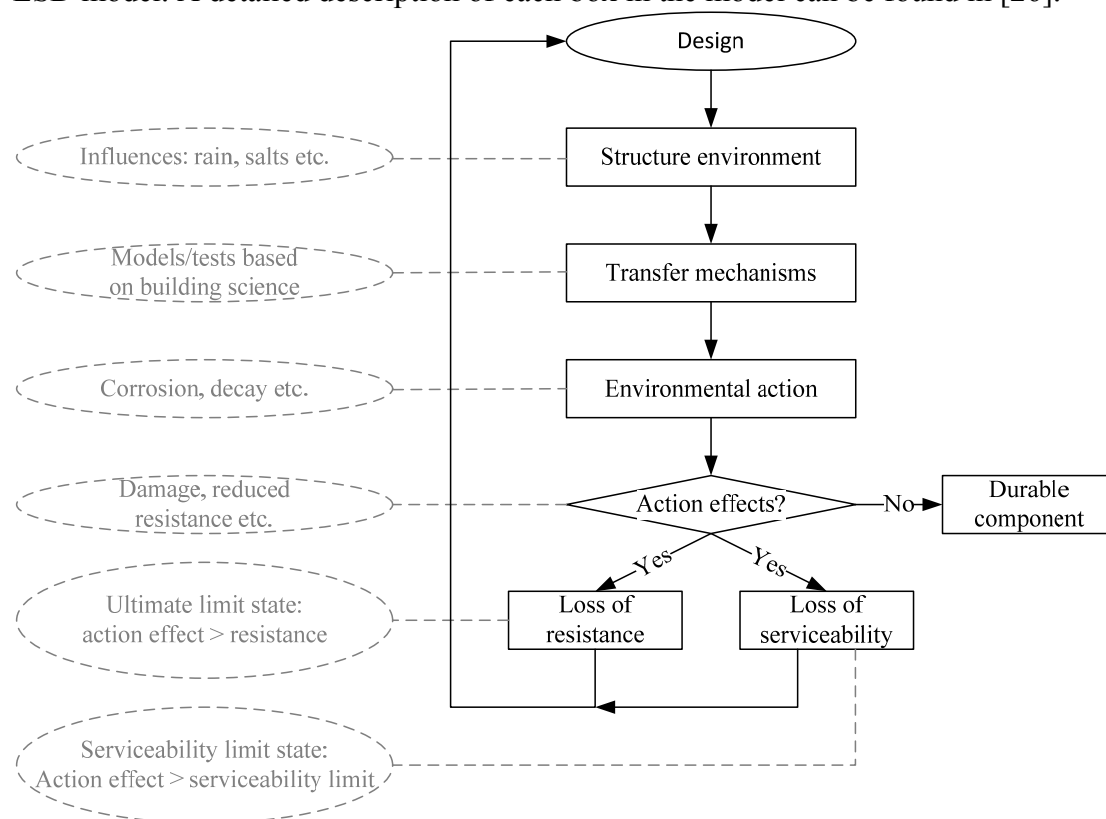 LSD model. A detailed description of each box in the model can be found in [20].
Design
Influences: rain, salts etc.
Structure environment
Models/tests based
on building science
Transfer mechanisms
Corrosion, decay etc.
Environmental action
Damage, reduced
resistance etc.
Action effects?
No
Durable
component
Yes
Yes
Ultimate limit state:
action effect > resistance
Loss of
resistance
Loss of
serviceability
Serviceability limit state:
Action effect > serviceability limit